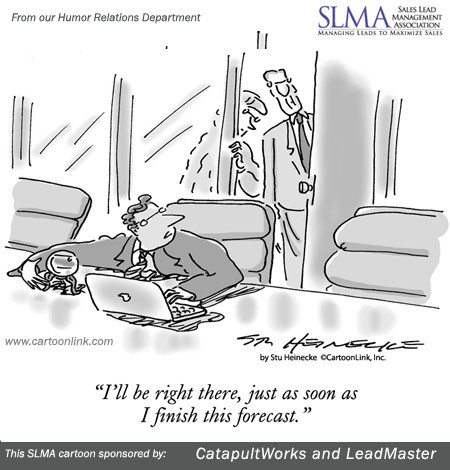 From our Humor Relations Department
SLMA
SALES LEAD
MANAGEMENT
ASSOCIATION
MANAGING LEADS TO MAXIMIZE SALES
www.cartoonlink.com
STU HEINECKE
by Stu Heinecke ©CartoonLink, Inc.
“I’ll be right there, just as soon as
I finish this forecast.”
This SLMA cartoon sponsored by: CatapultWorks and LeadMaster